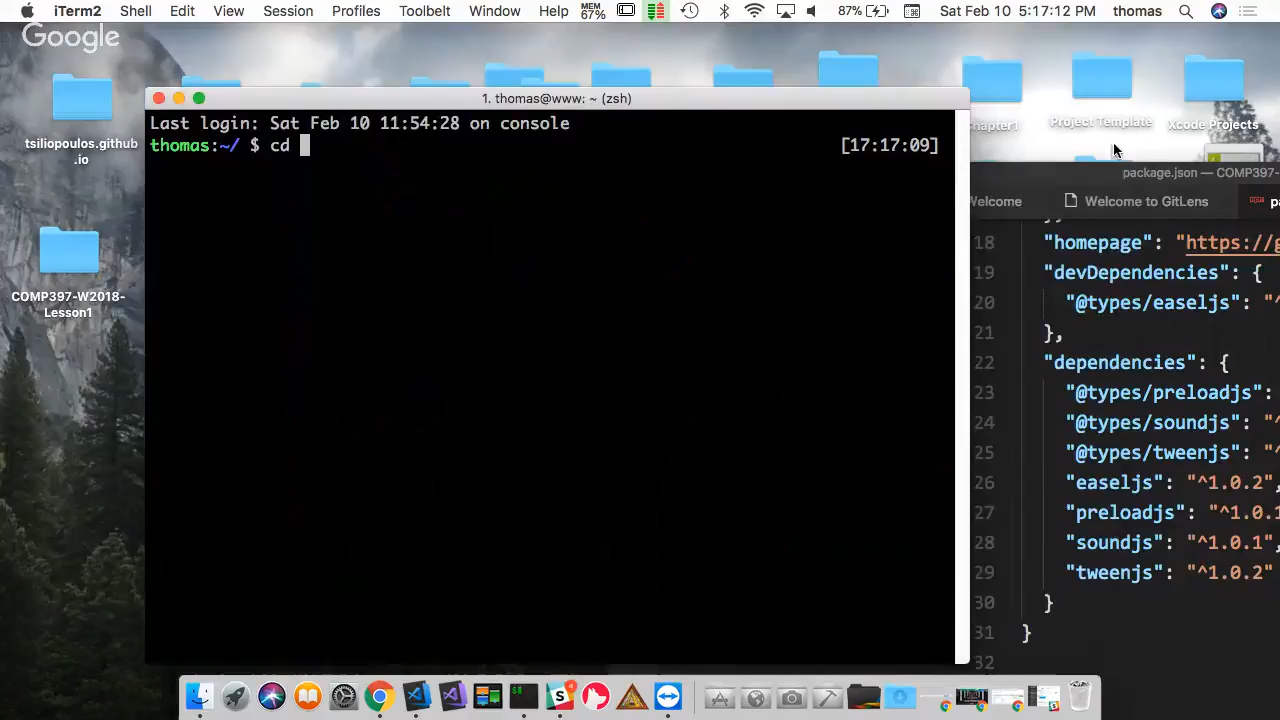 iTerm2 Shell Edit View Session Profiles Toolbelt Window Help MEM 67% 87% Sat Feb 10 5:17:12 PM thomas
Google
tsiliopoulos.github
.io
COMP397-W2018-
Lesson1
1. thomas@www: ~ (zsh)
Last login: Sat Feb 10 11:54:28 on console
thomas:~/ $ cd [17:17:09]
hapter1
Project Template
Xcode Projects
package.json — COMP397-
Welcome Welcome to GitLens pa
18 "homepage": "https://g
19 "devDependencies": {
20 "@types/easeljs": "^
21 },
22 "dependencies": {
23 "@types/preloadjs":
24 "@types/soundjs": "^
25 "@types/tweenjs": "^
26 "easeljs": "^1.0.2",
27 "preloadjs": "^1.0.1
28 "soundjs": "^1.0.1",
29 "tweenjs": "^1.0.2"
30 }
31 }
32